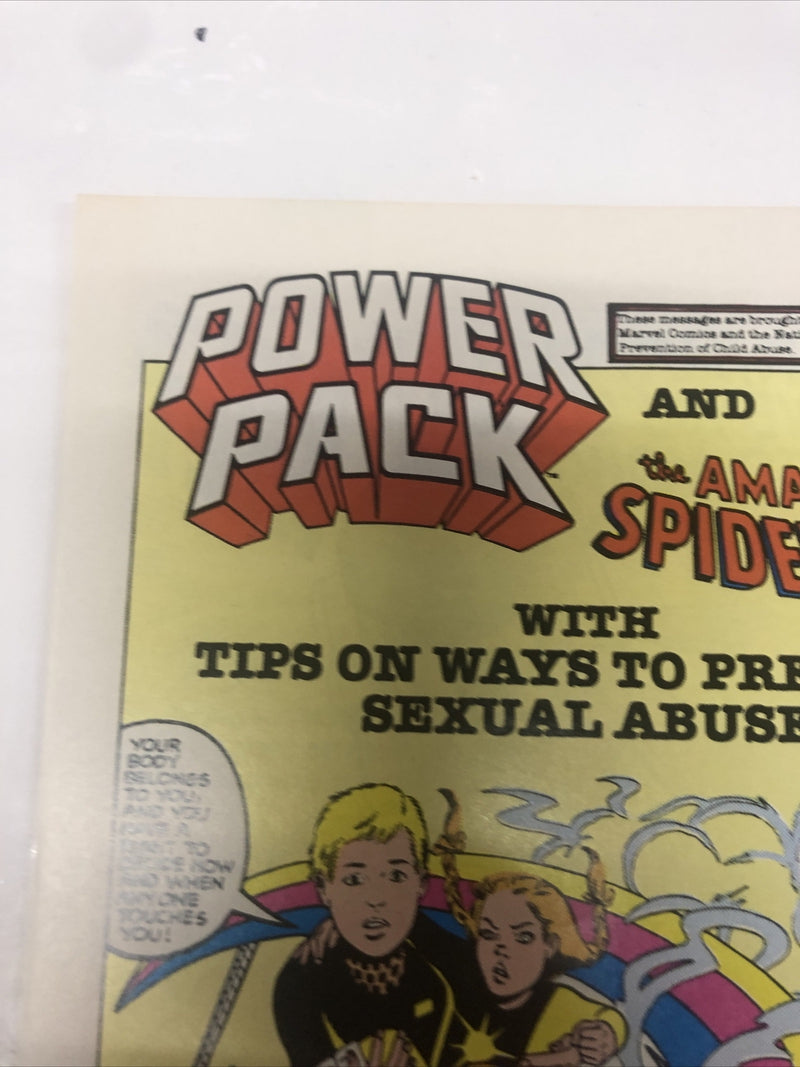 POWER
PACK
These messages are brought
Marvel Comics and the Nati
Prevention of Child Abuse.
AND
the AMA
SPIDE
WITH
TIPS ON WAYS TO PRE
SEXUAL ABUSE
YOUR
BODY
BELONGS
TO YOU,
AND YOU
HAVE A
RIGHT TO
DECIDE HOW
AND WHEN
ANYONE
TOUCHES
YOU!